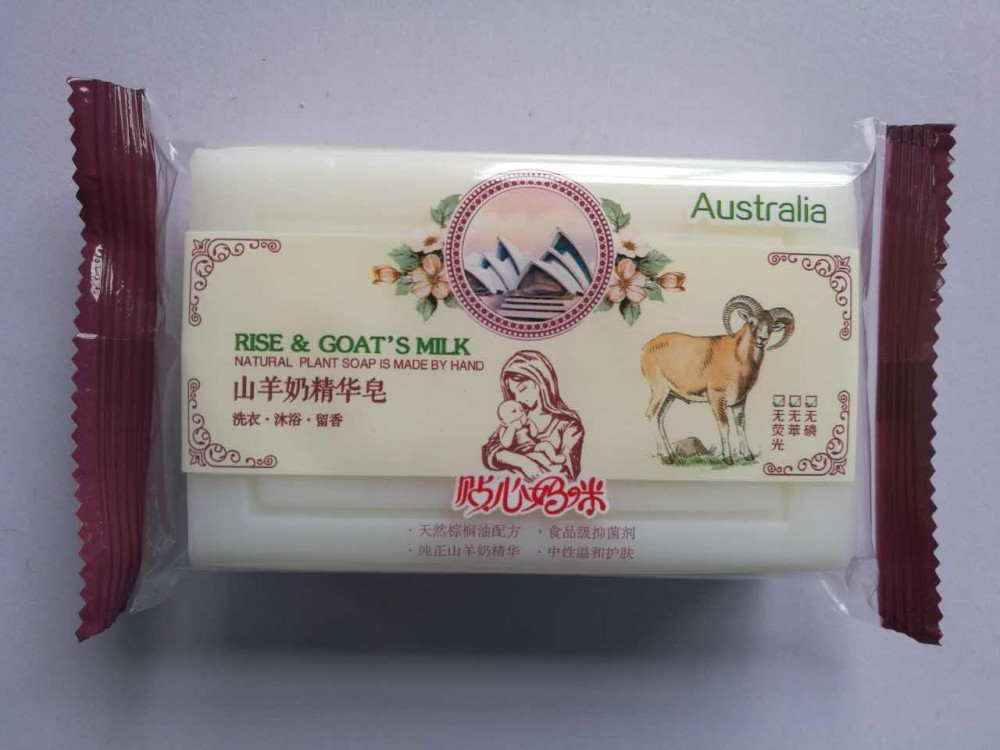 Australia
RISE & GOAT'S MILK
NATURAL PLANT SOAP IS MADE BY HAND
山羊奶精华皂
洗衣·沐浴·留香
☑无磷
☑无苯
☑无荧光
贴心妈咪
·天然棕榈油配方 ·食品级抑菌剂
·纯正山羊奶精华 ·中性温和护肤